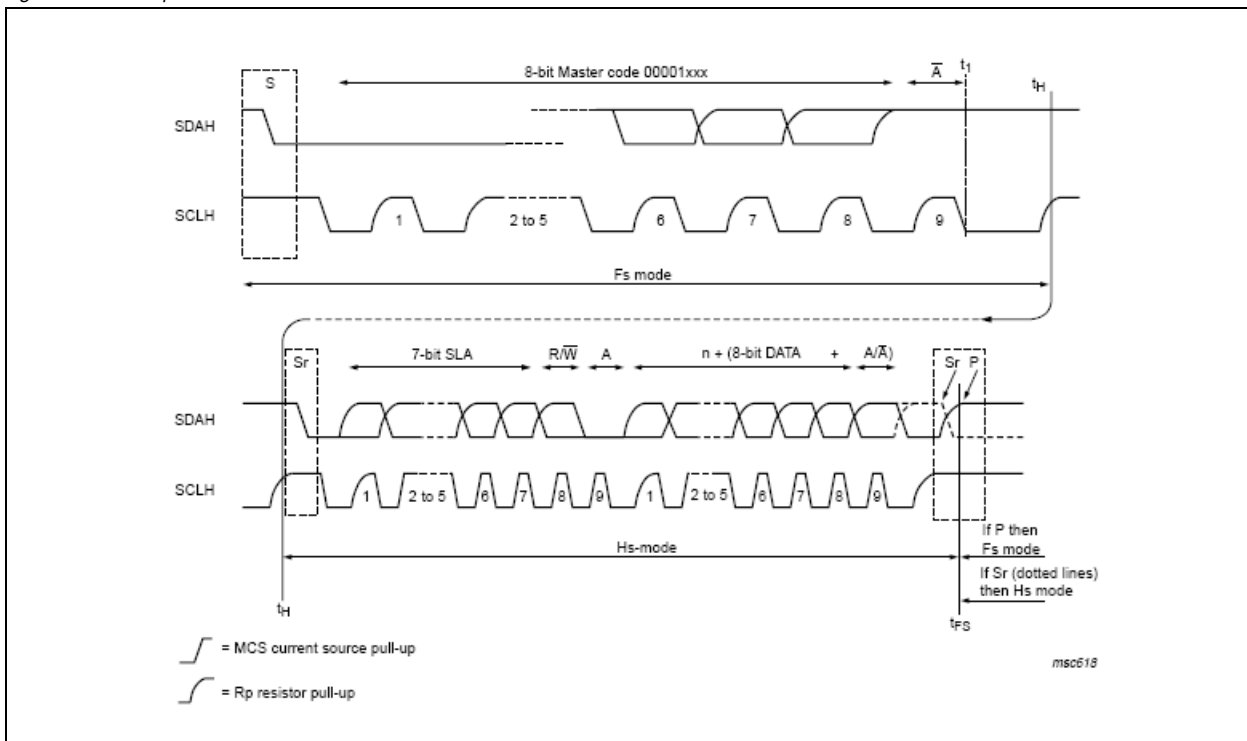 8-bit Master code 00001xxx
A̅
t1
S
tH
SDAH
SCLH
1
2 to 5
6
7
8
9
Fs mode
Sr
7-bit SLA
R/W̅
A
n + (8-bit DATA + A/A̅)
Sr P
SDAH
SCLH
1
2 to 5
6
7
8
9
1
2 to 5
6
7
8
9
Hs-mode
If P then
Fs mode
If Sr (dotted lines)
then Hs mode
tH
tFS
= MCS current source pull-up
= Rp resistor pull-up
msc618